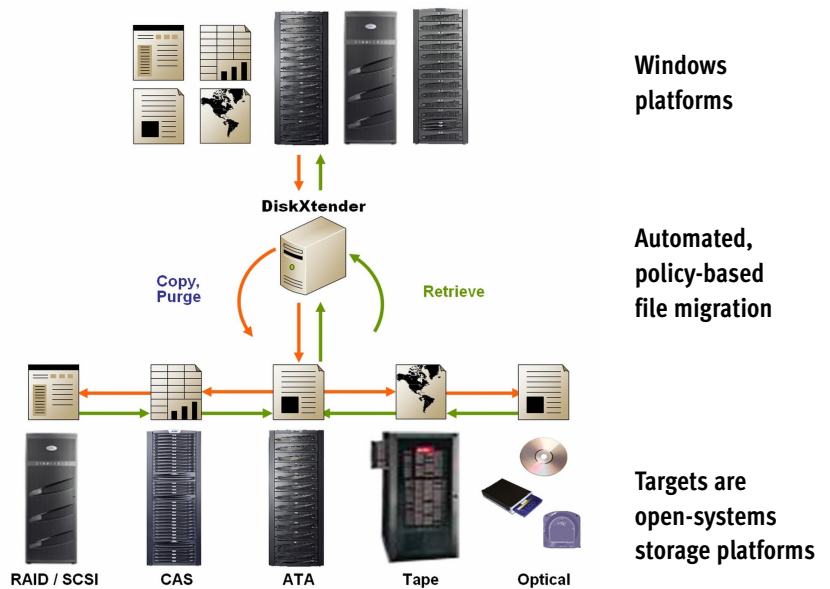 Windows
platforms
DiskXtender
Automated,
policy-based
file migration
Copy,
Purge
Retrieve
Targets are
open-systems
storage platforms
RAID / SCSI
CAS
ATA
Tape
Optical